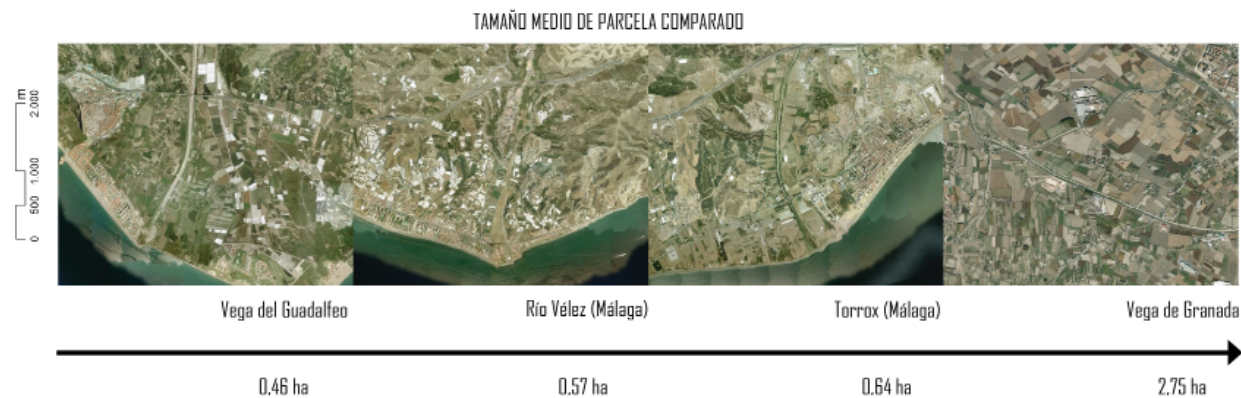 TAMAÑO MEDIO DE PARCELA COMPARADO
m
2.000
1.000
500
0
Vega del Guadalfeo
Río Vélez (Málaga)
Torrox (Málaga)
Vega de Granada
0,46 ha
0,57 ha
0,64 ha
2,75 ha